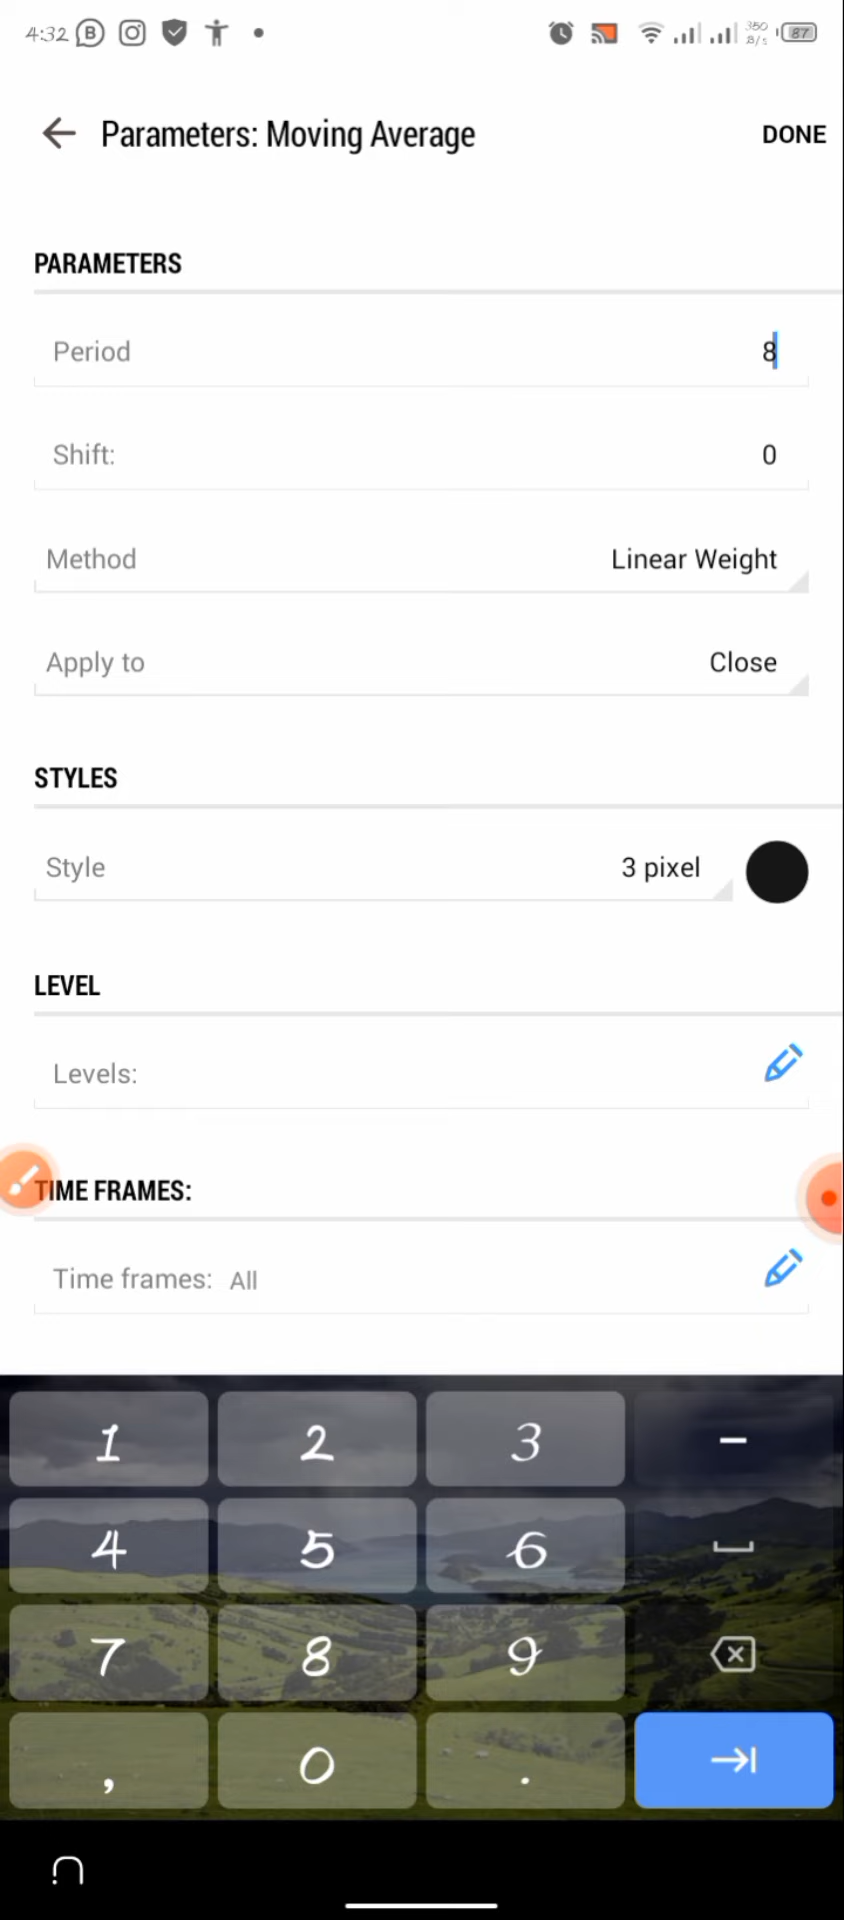 4:32
350
B/s
87
Parameters: Moving Average
DONE
PARAMETERS
Period 8
Shift: 0
Method Linear Weight
Apply to Close
STYLES
Style 3 pixel
LEVEL
Levels:
TIME FRAMES:
Time frames: All
1 2 3 –
4 5 6
7 8 9
, 0 .